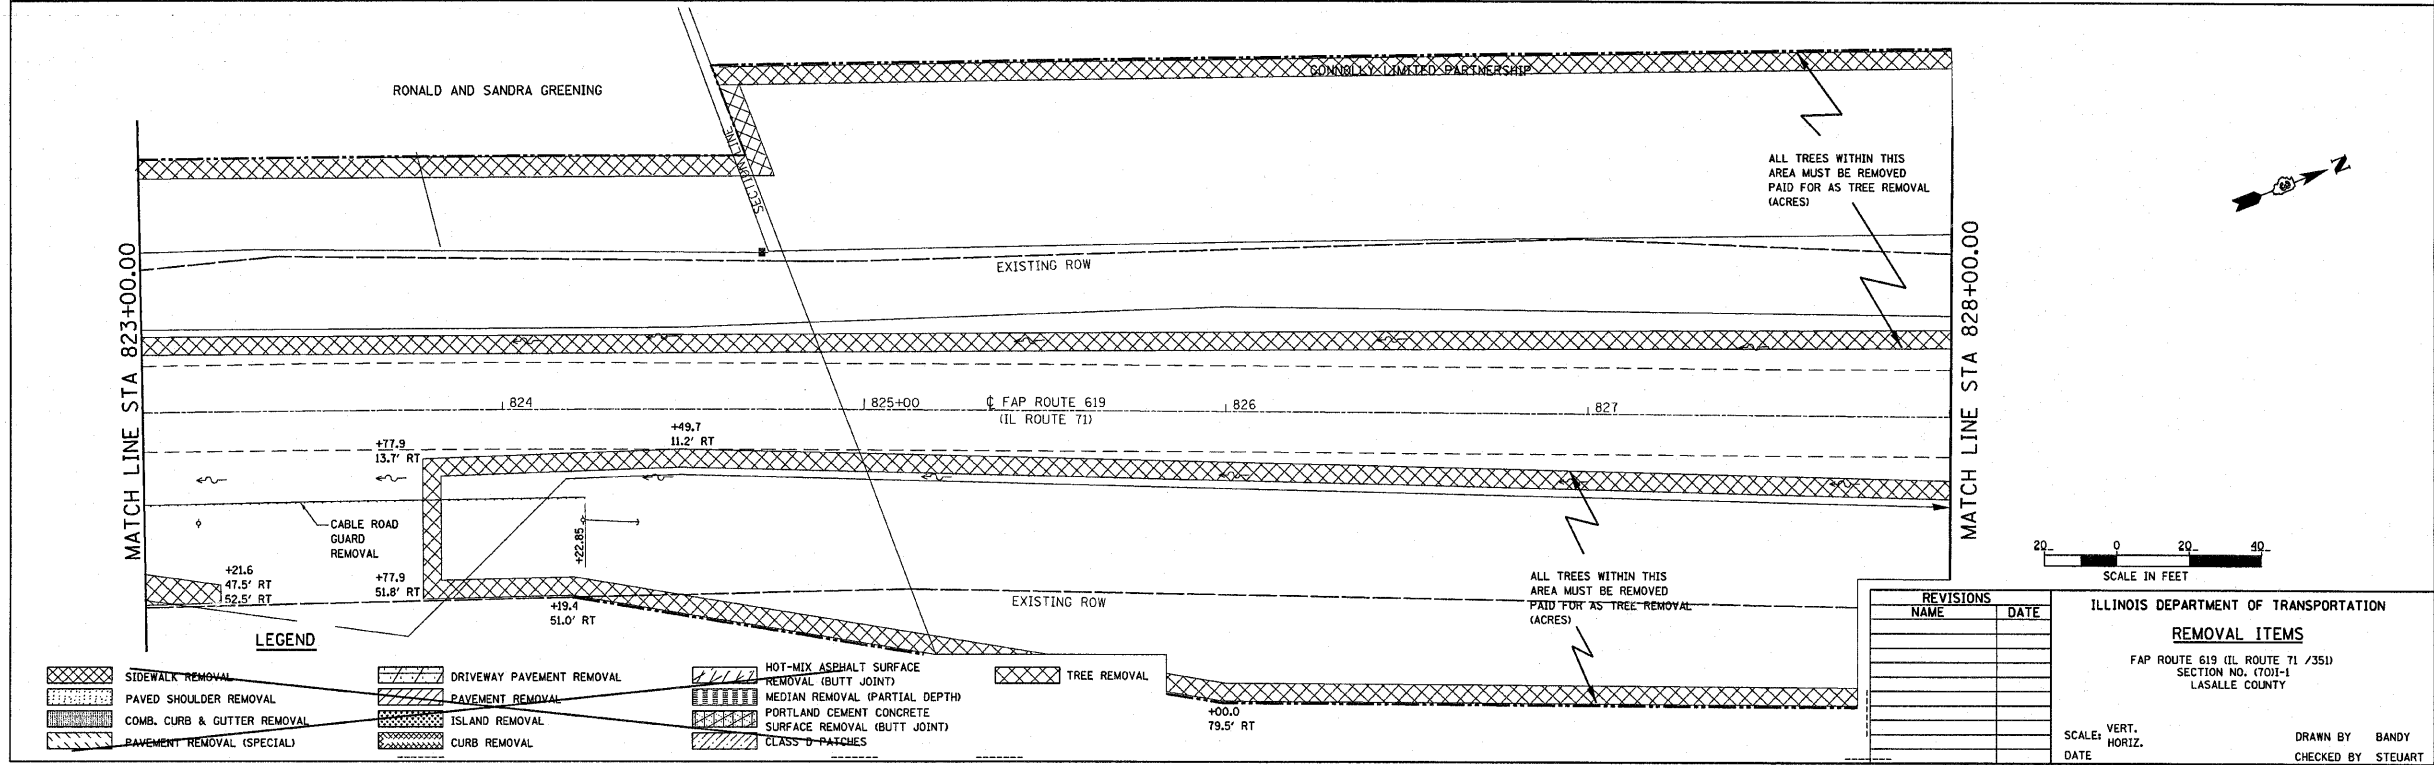 RONALD AND SANDRA GREENING
CONNOLLY LIMITED PARTNERSHIP
SECTION LINE
ALL TREES WITHIN THIS
AREA MUST BE REMOVED
PAID FOR AS TREE REMOVAL
(ACRES)
N
MATCH LINE STA 823+00.00
MATCH LINE STA 828+00.00
EXISTING ROW
824
825+00
℄ FAP ROUTE 619
(IL ROUTE 71)
826
827
+49.7
11.2' RT
+77.9
13.7' RT
CABLE ROAD
GUARD
REMOVAL
+22.85
+21.6
47.5' RT
52.5' RT
+77.9
51.8' RT
+19.4
51.0' RT
EXISTING ROW
ALL TREES WITHIN THIS
AREA MUST BE REMOVED
PAID FOR AS TREE REMOVAL
(ACRES)
+00.0
79.5' RT
20 0 20 40
SCALE IN FEET
LEGEND
SIDEWALK REMOVAL
PAVED SHOULDER REMOVAL
COMB. CURB & GUTTER REMOVAL
PAVEMENT REMOVAL (SPECIAL)
DRIVEWAY PAVEMENT REMOVAL
PAVEMENT REMOVAL
ISLAND REMOVAL
CURB REMOVAL
HOT-MIX ASPHALT SURFACE
REMOVAL (BUTT JOINT)
MEDIAN REMOVAL (PARTIAL DEPTH)
PORTLAND CEMENT CONCRETE
SURFACE REMOVAL (BUTT JOINT)
CLASS D PATCHES
TREE REMOVAL
REVISIONS
NAME DATE
ILLINOIS DEPARTMENT OF TRANSPORTATION
REMOVAL ITEMS
FAP ROUTE 619 (IL ROUTE 71 /351)
SECTION NO. (70)I-1
LASALLE COUNTY
SCALE: VERT.
HORIZ.
DATE
DRAWN BY BANDY
CHECKED BY STEUART